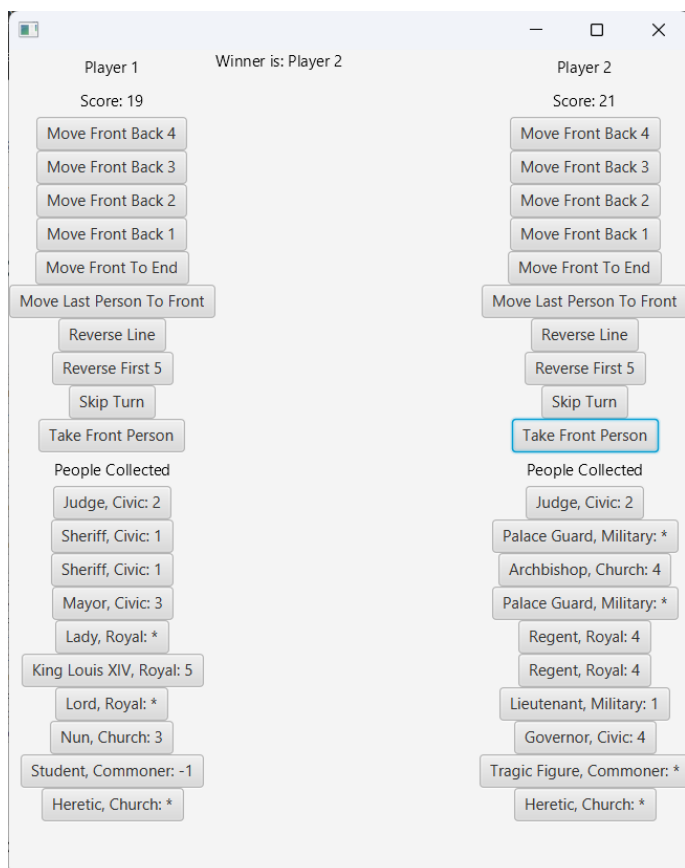 Player 1
Score: 19
Move Front Back 4
Move Front Back 3
Move Front Back 2
Move Front Back 1
Move Front To End
Move Last Person To Front
Reverse Line
Reverse First 5
Skip Turn
Take Front Person
People Collected
Judge, Civic: 2
Sheriff, Civic: 1
Sheriff, Civic: 1
Mayor, Civic: 3
Lady, Royal: *
King Louis XIV, Royal: 5
Lord, Royal: *
Nun, Church: 3
Student, Commoner: -1
Heretic, Church: *
Winner is: Player 2
Player 2
Score: 21
Move Front Back 4
Move Front Back 3
Move Front Back 2
Move Front Back 1
Move Front To End
Move Last Person To Front
Reverse Line
Reverse First 5
Skip Turn
Take Front Person
People Collected
Judge, Civic: 2
Palace Guard, Military: *
Archbishop, Church: 4
Palace Guard, Military: *
Regent, Royal: 4
Regent, Royal: 4
Lieutenant, Military: 1
Governor, Civic: 4
Tragic Figure, Commoner: *
Heretic, Church: *